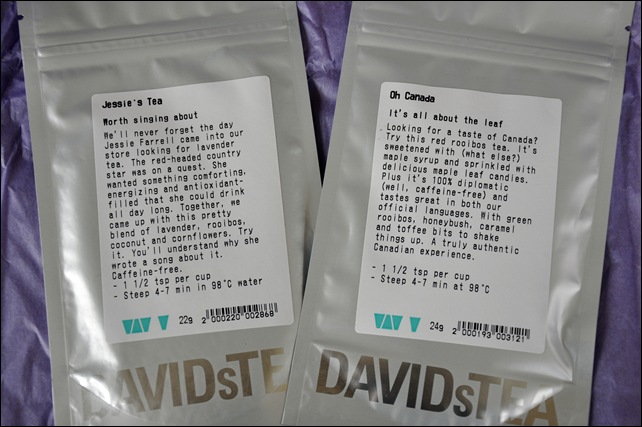 Jessie's Tea
Worth singing about
We'll never forget the day
Jessie Farrell came into our
store looking for lavender
tea. The red-headed country
star was on a quest. She
wanted something comforting,
energizing and antioxidant-
filled that she could drink
all day long. Together, we
came up with this pretty
blend of lavender, rooibos,
coconut and cornflowers. Try
it. You'll understand why she
wrote a song about it.
Caffeine-free.
- 1 1/2 tsp per cup
- Steep 4-7 min in 98°C water
22g
2 000220 002868
DAVIDsTE
Oh Canada
It's all about the leaf
Looking for a taste of Canada?
Try this red rooibos tea. It's
sweetened with (what else?)
maple syrup and sprinkled with
delicious maple leaf candies.
Plus it's 100% diplomatic
(well, caffeine-free) and
tastes great in both our
official languages. With green
rooibos, honeybush, caramel
and toffee bits to shake
things up. A truly authentic
Canadian experience.
- 1 1/2 tsp per cup
- Steep 4-7 min at 98°C
24g
2 000193 003121
DAVIDsTEA